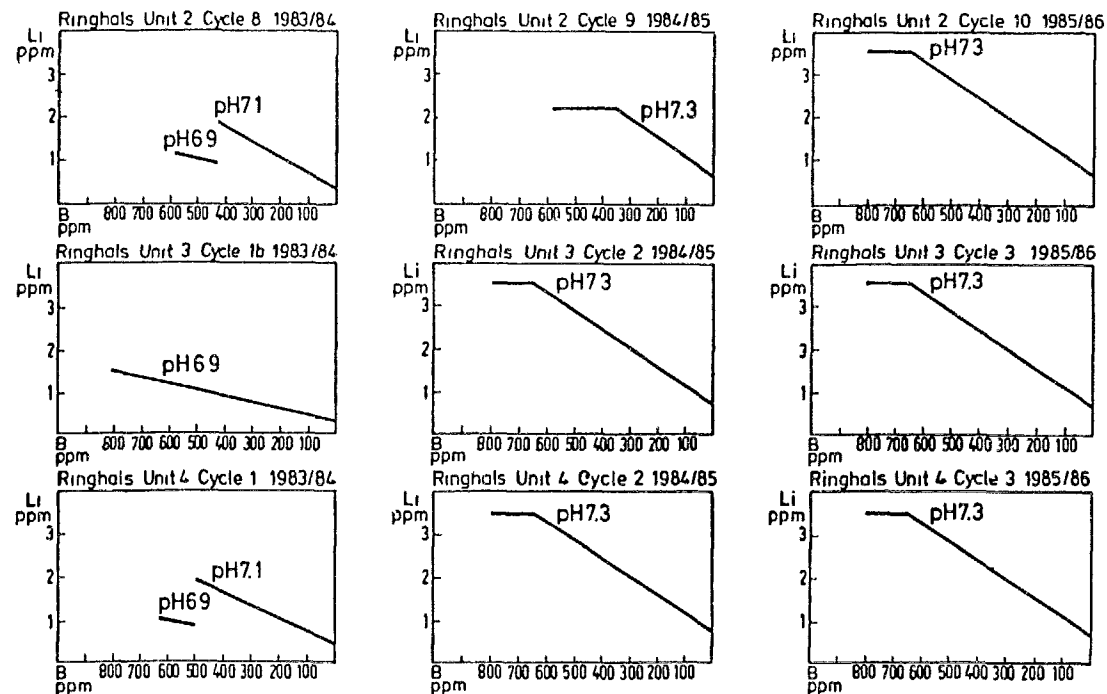 Ringhals Unit 2 Cycle 8 1983/84
Li
ppm
3
2
1
pH71
pH69
B
ppm
800 700 600 500 400 300 200 100
Ringhals Unit 2 Cycle 9 1984/85
Li
ppm
3
2
1
pH7.3
B
ppm
800 700 600 500 400 300 200 100
Ringhals Unit 2 Cycle 10 1985/86
Li
ppm
3
2
1
pH73
B
ppm
800 700 600 500 400 300 200 100
Ringhals Unit 3 Cycle 1b 1983/84
Li
ppm
3
2
1
pH69
B
ppm
800 700 600 500 400 300 200 100
Ringhals Unit 3 Cycle 2 1984/85
Li
ppm
3
2
1
pH73
B
ppm
800 700 600 500 400 300 200 100
Ringhals Unit 3 Cycle 3 1985/86
Li
ppm
3
3
1
pH7.3
B
ppm
800 700 600 500 400 300 200 100
Ringhals Unit 4 Cycle 1 1983/84
Li
ppm
3
2
1
pH7.1
pH69
B
ppm
800 700 600 500 400 300 200 100
Ringhals Unit 4 Cycle 2 1984/85
Li
ppm
3
2
1
pH7.3
B
ppm
800 700 600 500 400 300 200 100
Ringhals Unit 4 Cycle 3 1985/86
Li
ppm
3
2
1
pH7.3
B
ppm
800 700 600 500 400 300 200 100